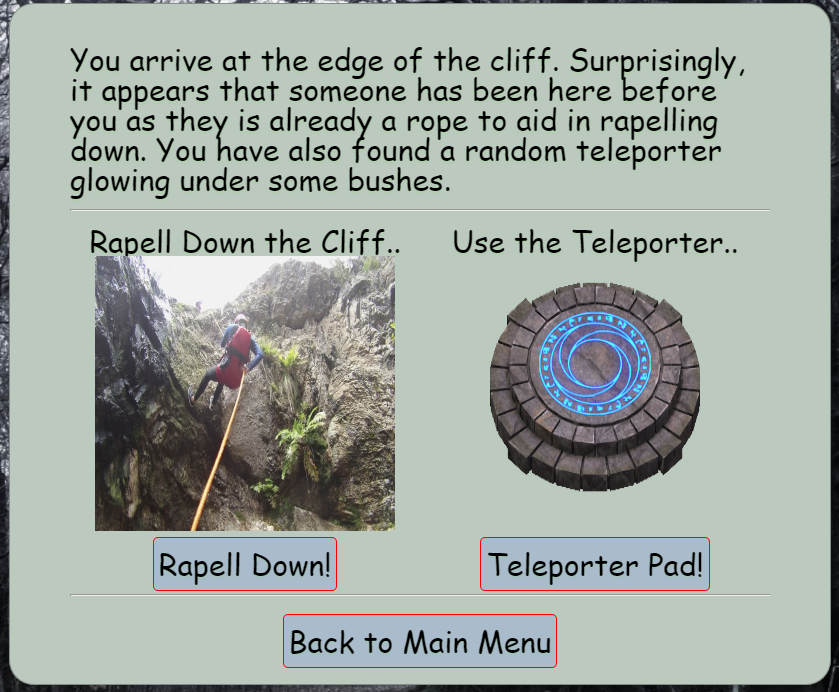 You arrive at the edge of the cliff. Surprisingly,
it appears that someone has been here before
you as they is already a rope to aid in rapelling
down. You have also found a random teleporter
glowing under some bushes.
Rapell Down the Cliff..
Use the Teleporter..
Rapell Down!
Teleporter Pad!
Back to Main Menu